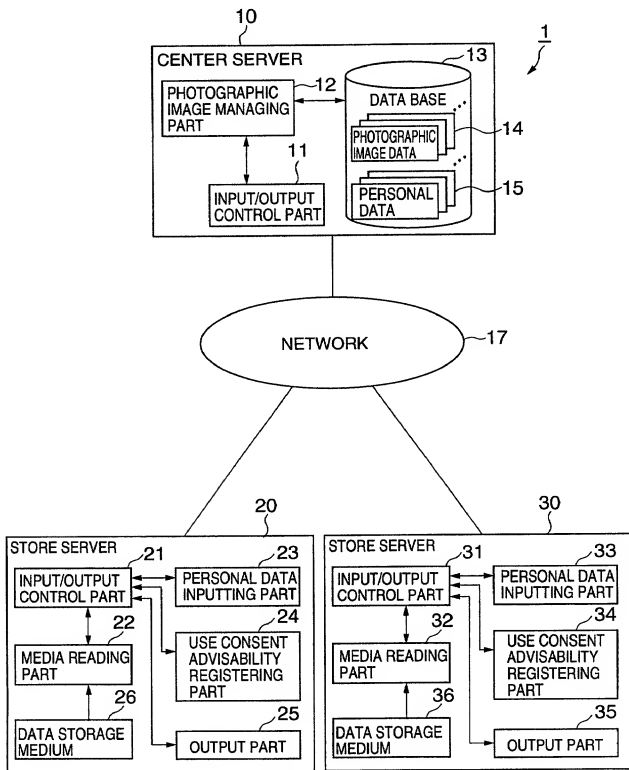 10
1
CENTER SERVER
13
12
PHOTOGRAPHIC
IMAGE MANAGING
PART
DATA BASE
PHOTOGRAPHIC
IMAGE DATA
14
11
INPUT/OUTPUT
CONTROL PART
PERSONAL
DATA
15
NETWORK
17
20
STORE SERVER
21
INPUT/OUTPUT
CONTROL PART
23
PERSONAL DATA
INPUTTING PART
22
MEDIA READING
PART
24
USE CONSENT
ADVISABILITY
REGISTERING
PART
26
DATA STORAGE
MEDIUM
25
OUTPUT PART
30
STORE SERVER
31
INPUT/OUTPUT
CONTROL PART
33
PERSONAL DATA
INPUTTING PART
32
MEDIA READING
PART
34
USE CONSENT
ADVISABILITY
REGISTERING
PART
36
DATA STORAGE
MEDIUM
35
OUTPUT PART